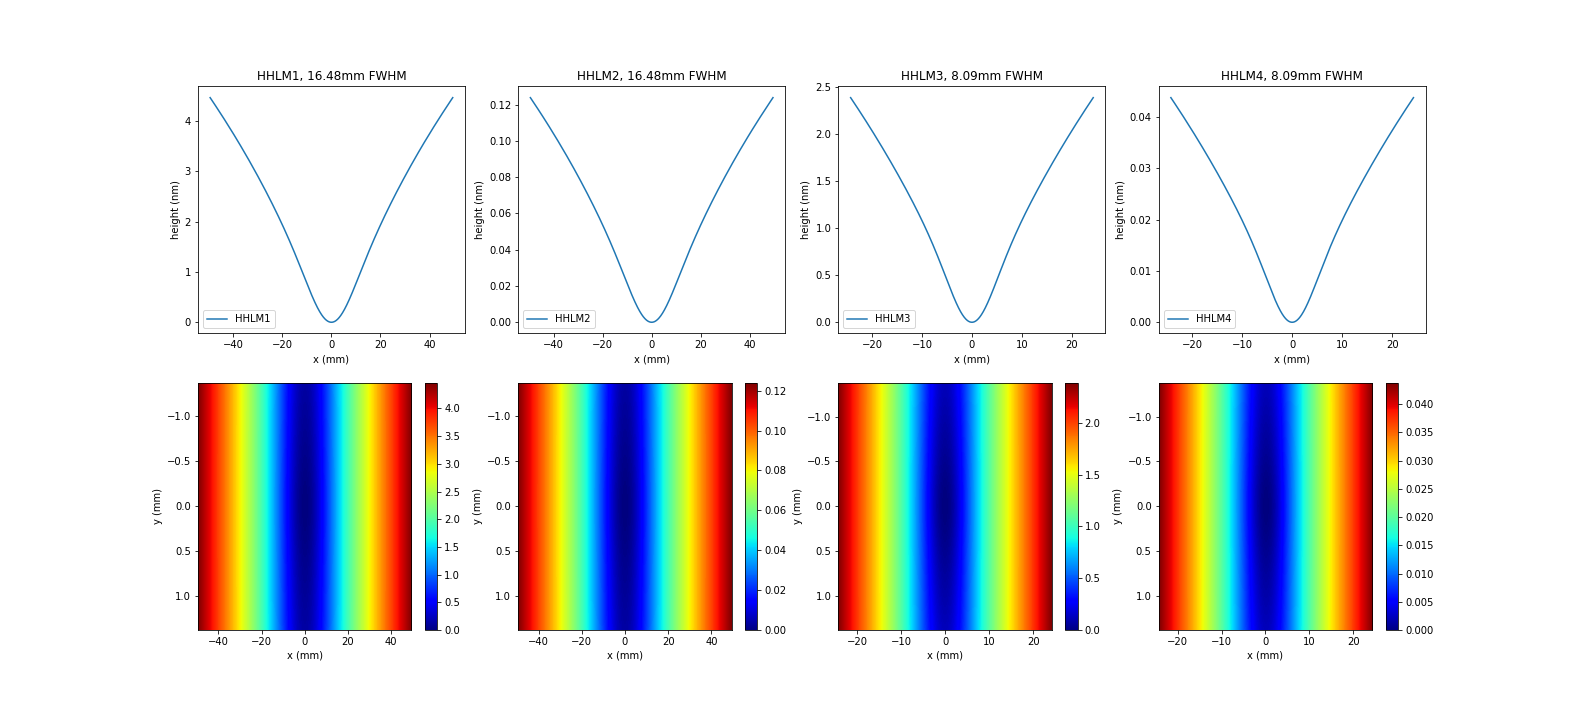 HHLM1, 16.48mm FWHM
HHLM2, 16.48mm FWHM
HHLM3, 8.09mm FWHM
HHLM4, 8.09mm FWHM
height (nm)
4
3
2
1
0
HHLM1
−40 −20 0 20 40
x (mm)
height (nm)
0.12
0.10
0.08
0.06
0.04
0.02
0.00
HHLM2
−40 −20 0 20 40
x (mm)
height (nm)
2.5
2.0
1.5
1.0
0.5
0.0
HHLM3
−20 −10 0 10 20
x (mm)
height (nm)
0.04
0.03
0.02
0.01
0.00
HHLM4
−20 −10 0 10 20
x (mm)
y (mm)
−1.0
−0.5
0.0
0.5
1.0
−40 −20 0 20 40
x (mm)
4.0
3.5
3.0
2.5
2.0
1.5
1.0
0.5
0.0
y (mm)
−1.0
−0.5
0.0
0.5
1.0
−40 −20 0 20 40
x (mm)
0.12
0.10
0.08
0.06
0.04
0.02
0.00
y (mm)
−1.0
−0.5
0.0
0.5
1.0
−20 −10 0 10 20
x (mm)
2.0
1.5
1.0
0.5
0.0
y (mm)
−1.0
−0.5
0.0
0.5
1.0
−20 −10 0 10 20
x (mm)
0.040
0.035
0.030
0.025
0.020
0.015
0.010
0.005
0.000